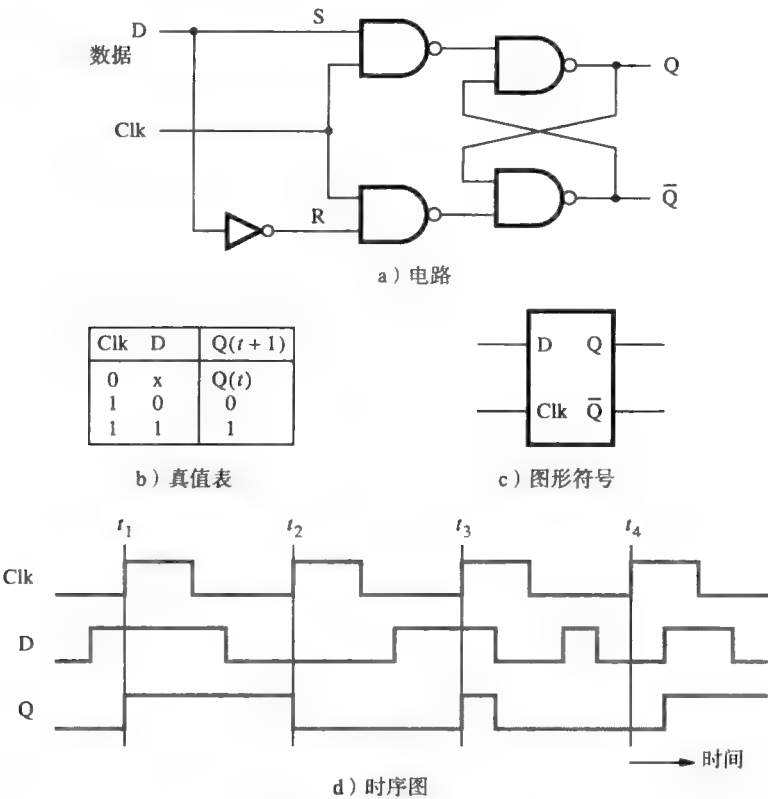 D S
数据
Q
Clk
R
Q̅
a）电路
Clk D Q(t + 1)
0 x Q(t)
1 0 0
1 1 1
b）真值表
D Q
Clk Q̅
c）图形符号
t₁ t₂ t₃ t₄
Clk
D
Q
时间
d）时序图